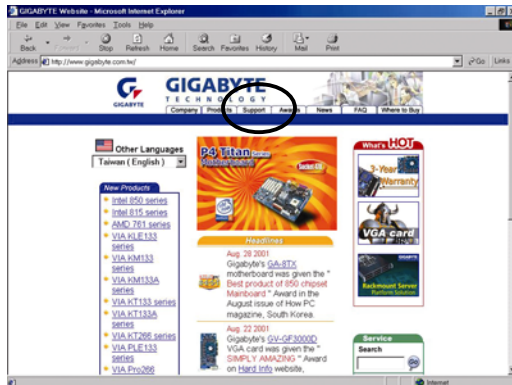 GIGABYTE Website - Microsoft Internet Explorer
File Edit View Favorites Tools Help
Back Forward Stop Refresh Home Search Favorites History Mail Print
Address http://www.gigabyte.com.tw/ Go Links
GIGABYTE
GIGABYTE
TECHNOLOGY
Company Products Support Awards News FAQ Where to Buy
Other Languages
Taiwan ( English )
New Products
Intel 850 series
Intel 815 series
AMD 761 series
VIA KLE133
series
VIA KM133
series
VIA KM133A
series
VIA KT133 series
VIA KT133A
series
VIA KT266 series
VIA PLE133
series
VIA Pro266
P4 Titan Series
Motherboard
Socket 478
Headlines
Aug. 28 2001
Gigabyte's GA-8TX
motherboard was given the "
Best product of 850 chipset
Mainboard " Award in the
August issue of How PC
magazine, South Korea.
Aug. 22 2001
Gigabyte's GV-GF3000D
VGA card was given the "
SIMPLY AMAZING " Award
on Hard Info website,
What's HOT
3-Year
Warranty
VGA card
Rackmount Server
Platform Solution
Service
Search
Go
Internet